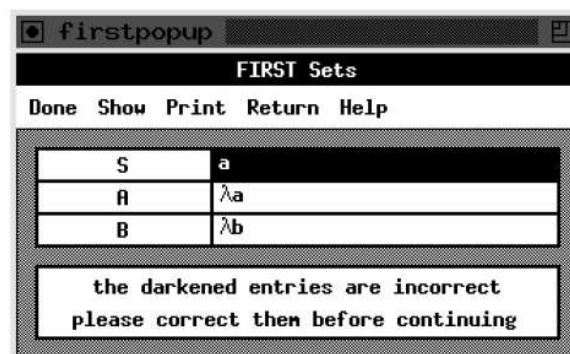 firstpopup
FIRST Sets
Done Show Print Return Help
S a
A λa
B λb
the darkened entries are incorrect
please correct them before continuing